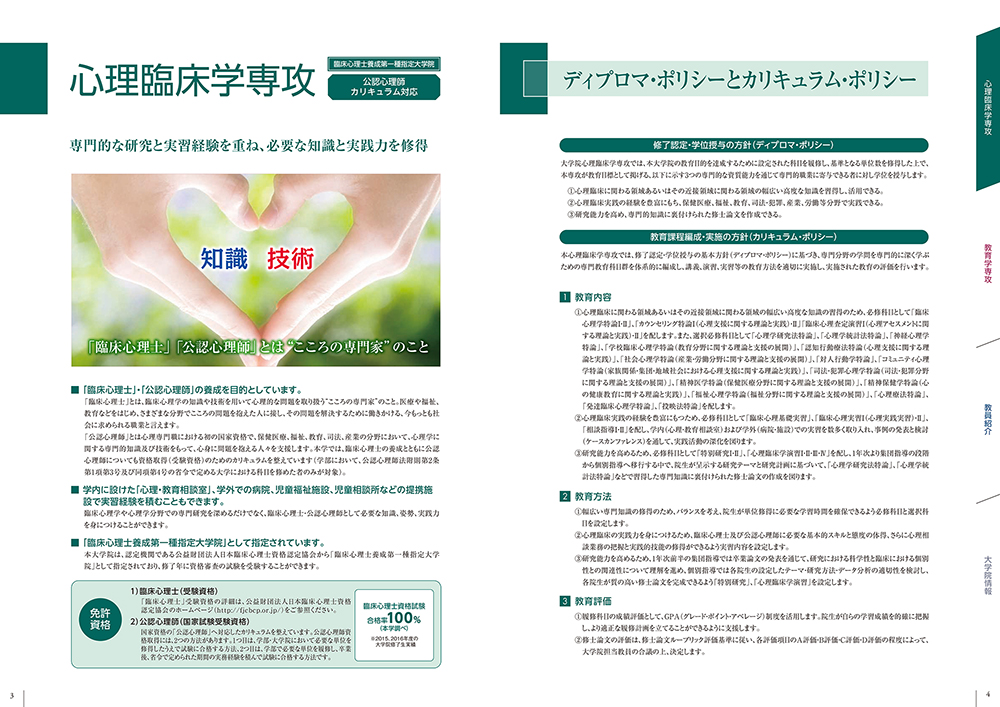 心理臨床学専攻
臨床心理士養成第一種指定大学院
公認心理師
カリキュラム対応
専門的な研究と実習経験を重ね、必要な知識と実践力を修得
知識 技術
「臨床心理士」「公認心理師」とは“こころの専門家”のこと
■「臨床心理士」・「公認心理師」の養成を目的としています。
「臨床心理士」とは、臨床心理学の知識や技術を用いて心理的な問題を取り扱う“こころの専門家”のこと。医療や福祉、
教育などをはじめ、さまざまな分野でこころの問題を抱えた人に接し、その問題を解決するために働きかける、今もっとも社
会に求められる職業と言えます。
「公認心理師」とは心理専門職における初の国家資格で、保健医療、福祉、教育、司法、産業の分野において、心理学に
関する専門的知識及び技術をもって、心身に問題を抱える人々を支援します。本学では、臨床心理士の養成とともに公認
心理師についても資格取得（受験資格）のためのカリキュラムを整えています（学部において、公認心理師法附則第2条
第1項第3号及び同項第4号の省令で定める大学における科目を修めた者のみが対象）。
■ 学内に設けた「心理・教育相談室」、学外での病院、児童福祉施設、児童相談所などの提携施
設で実習経験を積むこともできます。
臨床心理学や心理学分野での専門研究を深めるだけでなく、臨床心理士・公認心理師として必要な知識、姿勢、実践力
を身につけることができます。
■「臨床心理士養成第一種指定大学院」として指定されています。
本大学院は、認定機関である公益財団法人日本臨床心理士資格認定協会から「臨床心理士養成第一種指定大学
院」として指定されており、修了年に資格審査の試験を受験することができます。
免許
資格
1）臨床心理士（受験資格）
「臨床心理士」受験資格の詳細は、公益財団法人日本臨床心理士資格
認定協会のホームページ（http://fjcbcp.or.jp/）をご参照ください。
2）公認心理師（国家試験受験資格）
国家資格の「公認心理師」へ対応したカリキュラムを整えています。公認心理師資
格取得には、2つの方法があります。1つ目は、学部・大学院において必要な単位を
修得したうえで試験に合格する方法、2つ目は、学部で必要な単位を履修し、卒業
後、省令で定められた期間の実務経験を積んで試験に合格する方法です。
臨床心理士資格試験
合格率100%
（本学調べ）
※2015、2016年度の
大学院修了生実績
3
ディプロマ・ポリシーとカリキュラム・ポリシー
修了認定・学位授与の方針（ディプロマ・ポリシー）
大学院心理臨床学専攻では、本大学院の教育目的を達成するために設定された科目を履修し、基準となる単位数を修得した上で、
本専攻が教育目標として掲げる、以下に示す3つの専門的な資質能力を通じて専門的職業に寄与できる者に対し学位を授与します。
①心理臨床に関わる領域あるいはその近接領域に関わる領域の幅広い高度な知識を習得し、活用できる。
②心理臨床実践の経験を豊富にもち、保健医療、福祉、教育、司法・犯罪、産業、労働等分野で実践できる。
③研究能力を高め、専門的知識に裏付けられた修士論文を作成できる。
教育課程編成・実施の方針（カリキュラム・ポリシー）
本心理臨床学専攻では、修了認定・学位授与の基本方針（ディプロマ・ポリシー）に基づき、専門分野の学問を専門的に深く学ぶ
ための専門教育科目群を体系的に編成し、講義、演習、実習等の教育方法を適切に実施し、実施された教育の評価を行います。
1 教育内容
①心理臨床に関わる領域あるいはその近接領域に関わる領域の幅広い高度な知識の習得のため、必修科目として「臨床
心理学特論Ⅰ・Ⅱ」、「カウンセリング特論Ⅰ（心理支援に関する理論と実践）・Ⅱ」「臨床心理査定演習Ⅰ（心理アセスメントに関
する理論と実践）・Ⅱ」を配します。また、選択必修科目として「心理学研究法特論」、「心理学統計法特論」、「神経心理学
特論」、「学校臨床心理学特論（教育分野に関する理論と支援の展開）」、「認知行動療法特論（心理支援に関する理
論と実践）」、「社会心理学特論（産業・労働分野に関する理論と支援の展開）」、「対人行動学特論」、「コミュニティ心理
学特論（家族関係・集団・地域社会における心理支援に関する理論と実践）」、「司法・犯罪心理学特論（司法・犯罪分野
に関する理論と支援の展開）」、「精神医学特論（保健医療分野に関する理論と支援の展開）」、「精神保健学特論（心
の健康教育に関する理論と実践）」、「福祉心理学特論（福祉分野に関する理論と支援の展開）」、「心理療法特論」、
「発達臨床心理学特論」、「投映法特論」を配します。
②心理臨床実践の経験を豊富にもつため、必修科目として「臨床心理基礎実習」、「臨床心理実習Ⅰ（心理実践実習）・Ⅱ」、
「相談指導Ⅰ・Ⅱ」を配し、学内（心理・教育相談室）および学外（病院・施設）での実習を数多く取り入れ、事例の発表と検討
（ケースカンファレンス）を通して、実践活動の深化を図ります。
③研究能力を高めるため、必修科目として「特別研究Ⅰ・Ⅱ」、「心理臨床学演習Ⅰ・Ⅱ・Ⅲ・Ⅳ」を配し、1年次より集団指導の段階
から個別指導へ移行する中で、院生が呈示する研究テーマと研究計画に基づいて、「心理学研究法特論」、「心理学統
計法特論」などで習得した専門知識に裏付けられた修士論文の作成を図ります。
2 教育方法
①幅広い専門知識の修得のため、バランスを考え、院生が単位修得に必要な学習時間を確保できるよう必修科目と選択科
目を設定します。
②心理臨床の実践力を身につけるため、臨床心理士及び公認心理師に必要な基本的スキルと態度の体得、さらに心理相
談業務の把握と実践的技能の修得ができるよう実習内容を設定します。
③研究能力を高めるため、1年次前半の集団指導では卒業論文の発表を通じて、研究における科学性と臨床における個別
性との関連性について理解を進め、個別指導では各院生の設定したテーマ・研究方法・データ分析の適切性を検討し、
各院生が質の高い修士論文を完成できるよう「特別研究」、「心理臨床学演習」を設定します。
3 教育評価
①履修科目の成績評価として、GPA（グレード・ポイント・アベレージ）制度を活用します。院生が自らの学習成績を的確に把握
し、より適正な履修計画を立てることができるように支援します。
②修士論文の評価は、修士論文ルーブリック評価基準に従い、各評価項目のA評価・B評価・C評価・D評価の程度によって、
大学院担当教員の合議の上、決定します。
心理臨床学専攻
教育学専攻
教員紹介
大学院情報
4